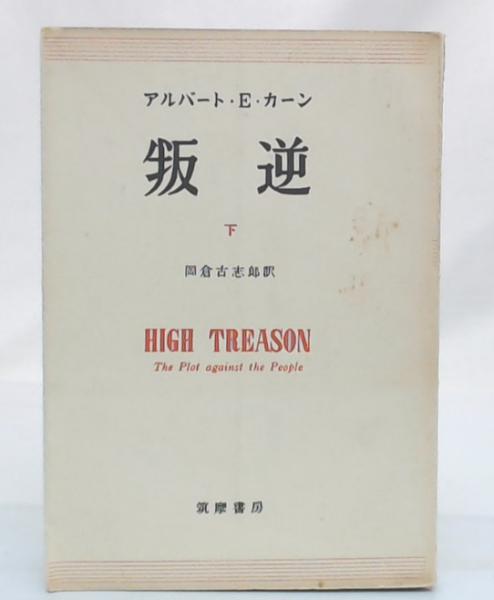 アルバート・E・カーン
叛逆
下
岡倉古志郎訳
HIGH TREASON
The Plot against the People
筑摩書房